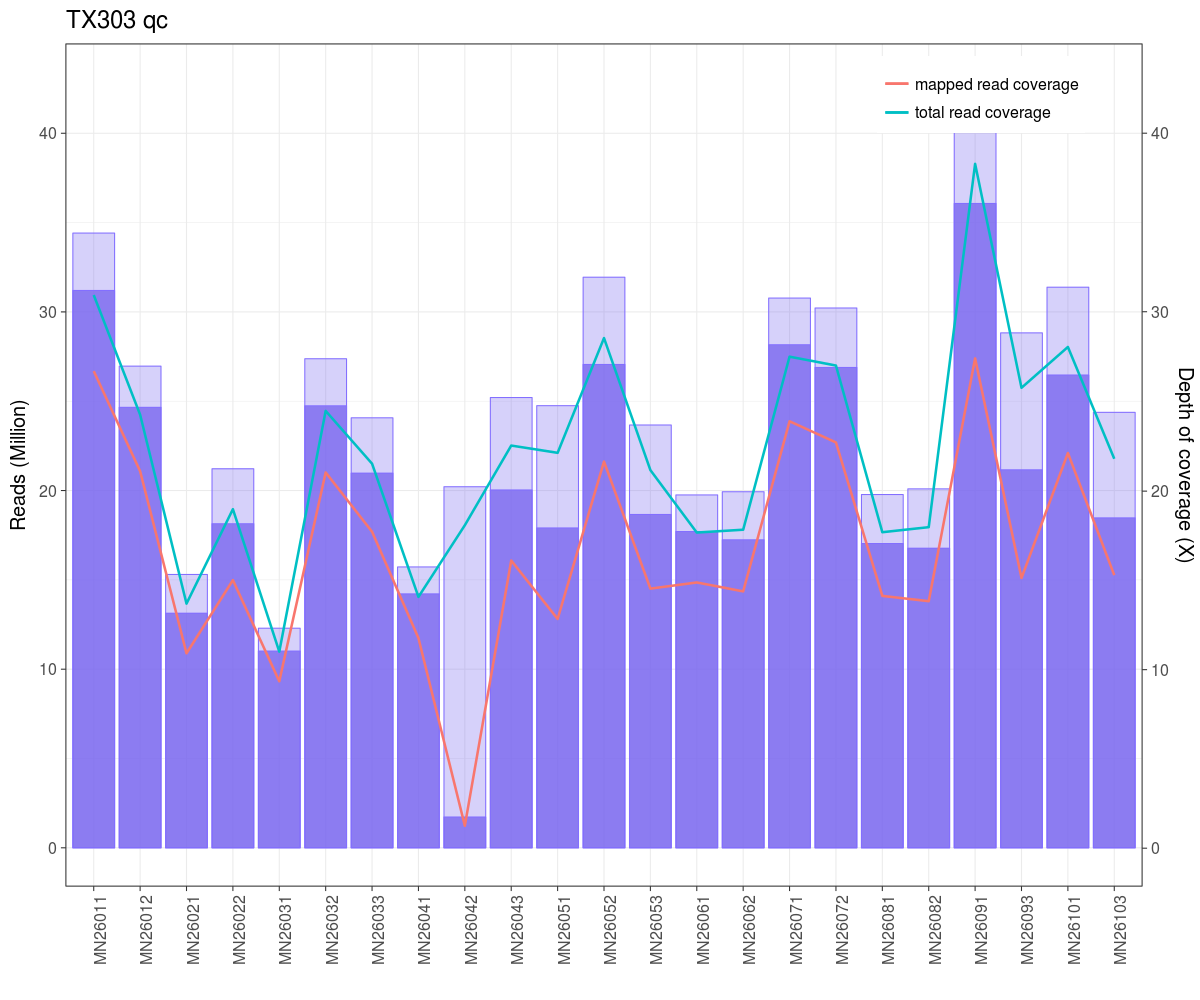 TX303 qc
mapped read coverage
total read coverage
40
30
20
10
0
Reads (Million)
40
30
20
10
0
Depth of coverage (X)
MN26011
MN26012
MN26021
MN26022
MN26031
MN26032
MN26033
MN26041
MN26042
MN26043
MN26051
MN26052
MN26053
MN26061
MN26062
MN26071
MN26072
MN26081
MN26082
MN26091
MN26093
MN26101
MN26103